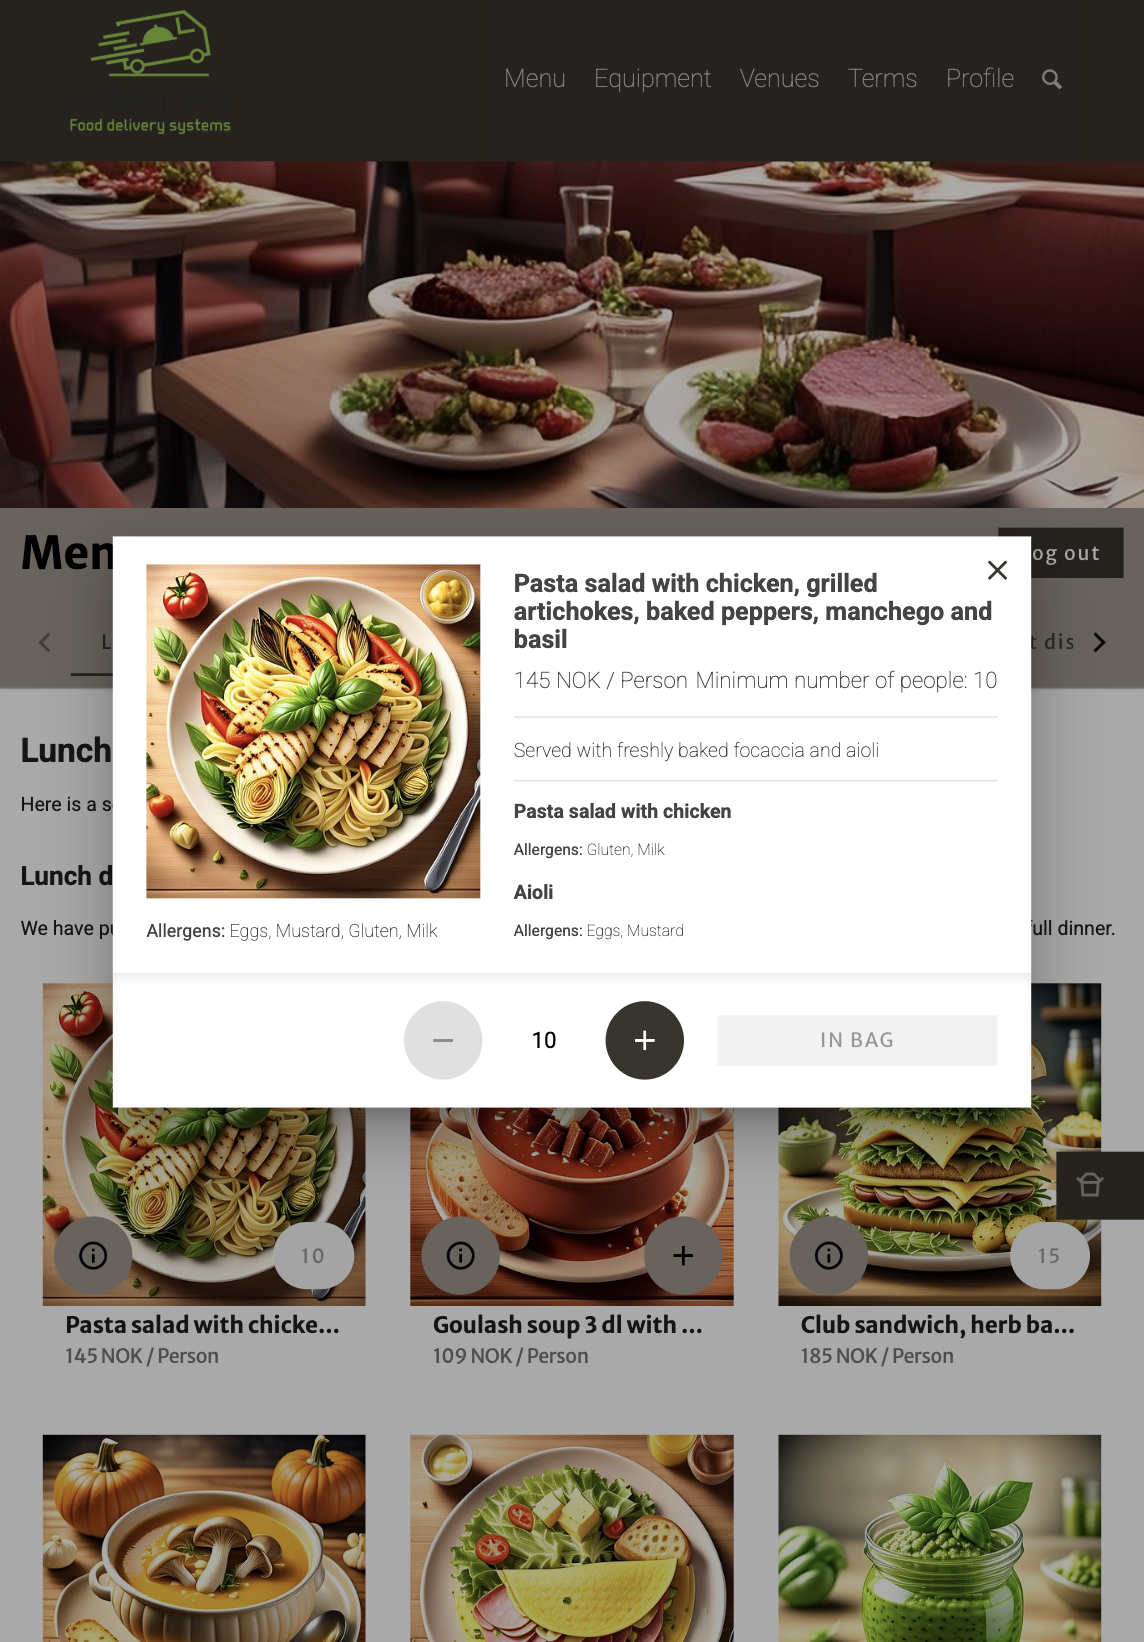 Food delivery systems
Menu Equipment Venues Terms Profile
Men
og out
L
t dis
Lunch
Here is a s
Lunch d
We have p
full dinner.
Pasta salad with chicken, grilled
artichokes, baked peppers, manchego and
basil
145 NOK / Person Minimum number of people: 10
Served with freshly baked focaccia and aioli
Pasta salad with chicken
Allergens: Gluten, Milk
Aioli
Allergens: Eggs, Mustard
Allergens: Eggs, Mustard, Gluten, Milk
10
IN BAG
10
15
Pasta salad with chicke...
145 NOK / Person
Goulash soup 3 dl with ...
109 NOK / Person
Club sandwich, herb ba...
185 NOK / Person